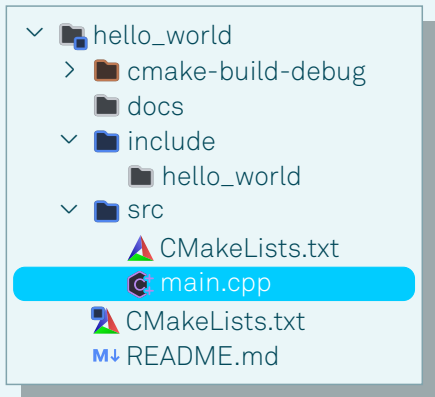 hello_world
cmake-build-debug
docs
include
hello_world
src
CMakeLists.txt
main.cpp
CMakeLists.txt
M↓ README.md